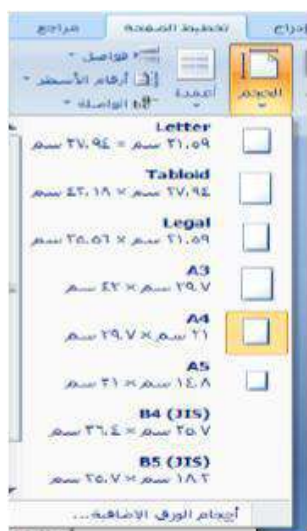 إدراج تخطيط الصفحة مراجع
الحجم
أعمدة
فواصل
أرقام الأسطر
الواصلة
Letter
٢١.٥٩ سم × ٢٧.٩٤ سم
Tabloid
٢٧.٩٤ سم × ٤٣.١٨ سم
Legal
٢١.٥٩ سم × ٣٥.٥٦ سم
A3
٢٩.٧ سم × ٤٢ سم
A4
٢١ سم × ٢٩.٧ سم
A5
١٤.٨ سم × ٢١ سم
B4 (JIS)
٢٥.٧ سم × ٣٦.٤ سم
B5 (JIS)
١٨.٢ سم × ٢٥.٧ سم
أحجام الورق الإضافية...